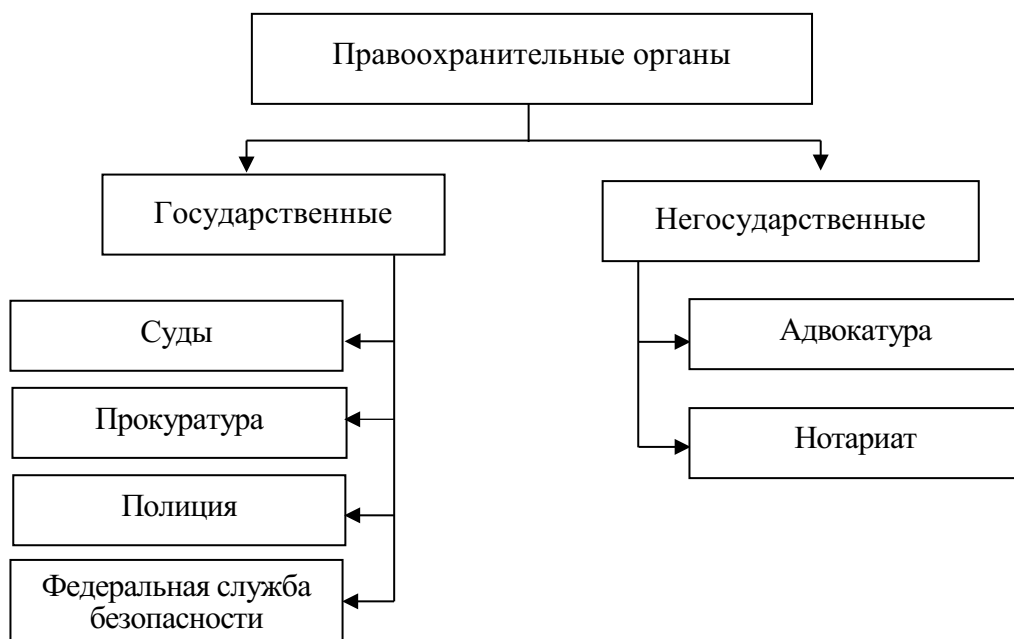 Правоохранительные органы
Государственные
Негосударственные
Суды
Прокуратура
Полиция
Федеральная служба
безопасности
Адвокатура
Нотариат